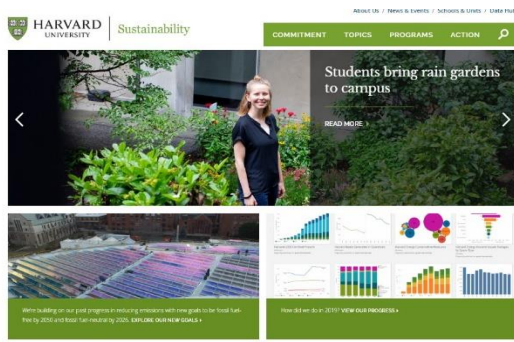 About Us / News & Events / Schools & Units / Data Hub
HARVARD
UNIVERSITY
Sustainability
COMMITMENT TOPICS PROGRAMS ACTION
Students bring rain gardens
to campus
READ MORE >
We're building on our past progress in reducing emissions with new goals to be fossil fuel-
free by 2050 and fossil fuel-neutral by 2026. EXPLORE OUR NEW GOALS >
How did we do in 2019? VIEW OUR PROGRESS >